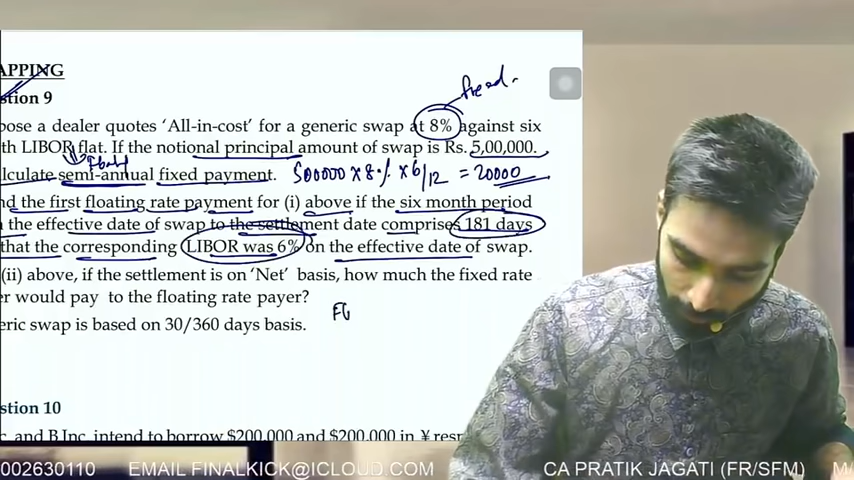 APPING
stion 9
fixed.
pose a dealer quotes 'All-in-cost' for a generic swap at 8% against six
th LIBOR flat. If the notional principal amount of swap is Rs. 5,00,000.
lculate semi-annual fixed payment. 500000 x 8% x 6/12 = 20000
nd the first floating rate payment for (i) above if the six month period
the effective date of swap to the settlement date comprises 181 days
that the corresponding LIBOR was 6% on the effective date of swap.
(ii) above, if the settlement is on 'Net' basis, how much the fixed rate
er would pay to the floating rate payer?
eric swap is based on 30/360 days basis.
stion 10
c. and B Inc. intend to borrow $200,000 and $200,000 in ¥ resp
002630110 EMAIL FINALKICK@ICLOUD.COM CA PRATIK JAGATI (FR/SFM)